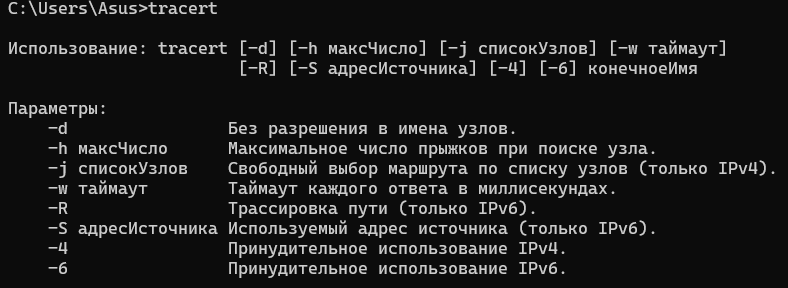 C:\Users\Asus>tracert
Использование: tracert [-d] [-h максЧисло] [-j списокУзлов] [-w таймаут]
[-R] [-S адресИсточника] [-4] [-6] конечноеИмя
Параметры:
-d Без разрешения в имена узлов.
-h максЧисло Максимальное число прыжков при поиске узла.
-j списокУзлов Свободный выбор маршрута по списку узлов (только IPv4).
-w таймаут Таймаут каждого ответа в миллисекундах.
-R Трассировка пути (только IPv6).
-S адресИсточника Используемый адрес источника (только IPv6).
-4 Принудительное использование IPv4.
-6 Принудительное использование IPv6.